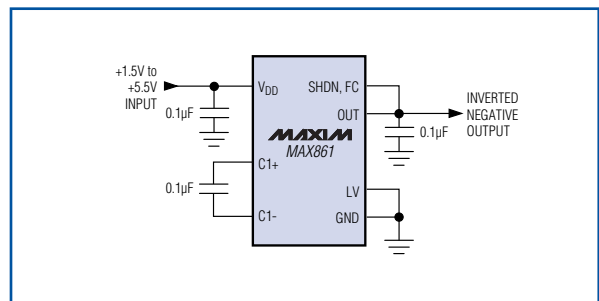 +1.5V to
+5.5V
INPUT
0.1µF
VDD
SHDN, FC
OUT
INVERTED
NEGATIVE
OUTPUT
0.1µF
MAXIM
MAX861
C1+
0.1µF
C1-
LV
GND